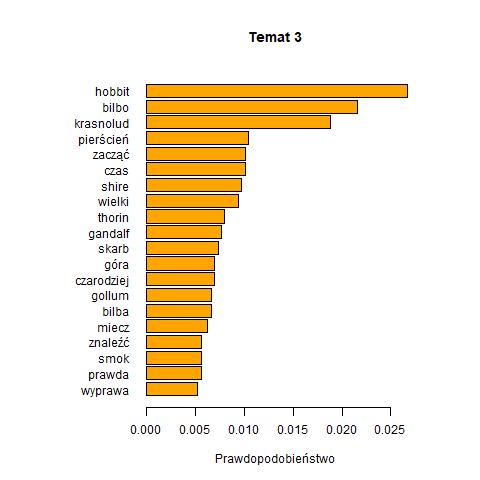 Temat 3
hobbit
bilbo
krasnolud
pierścień
zacząć
czas
shire
wielki
thorin
gandalf
skarb
góra
czarodziej
gollum
bilba
miecz
znaleźć
smok
prawda
wyprawa
0.000 0.005 0.010 0.015 0.020 0.025
Prawdopodobieństwo